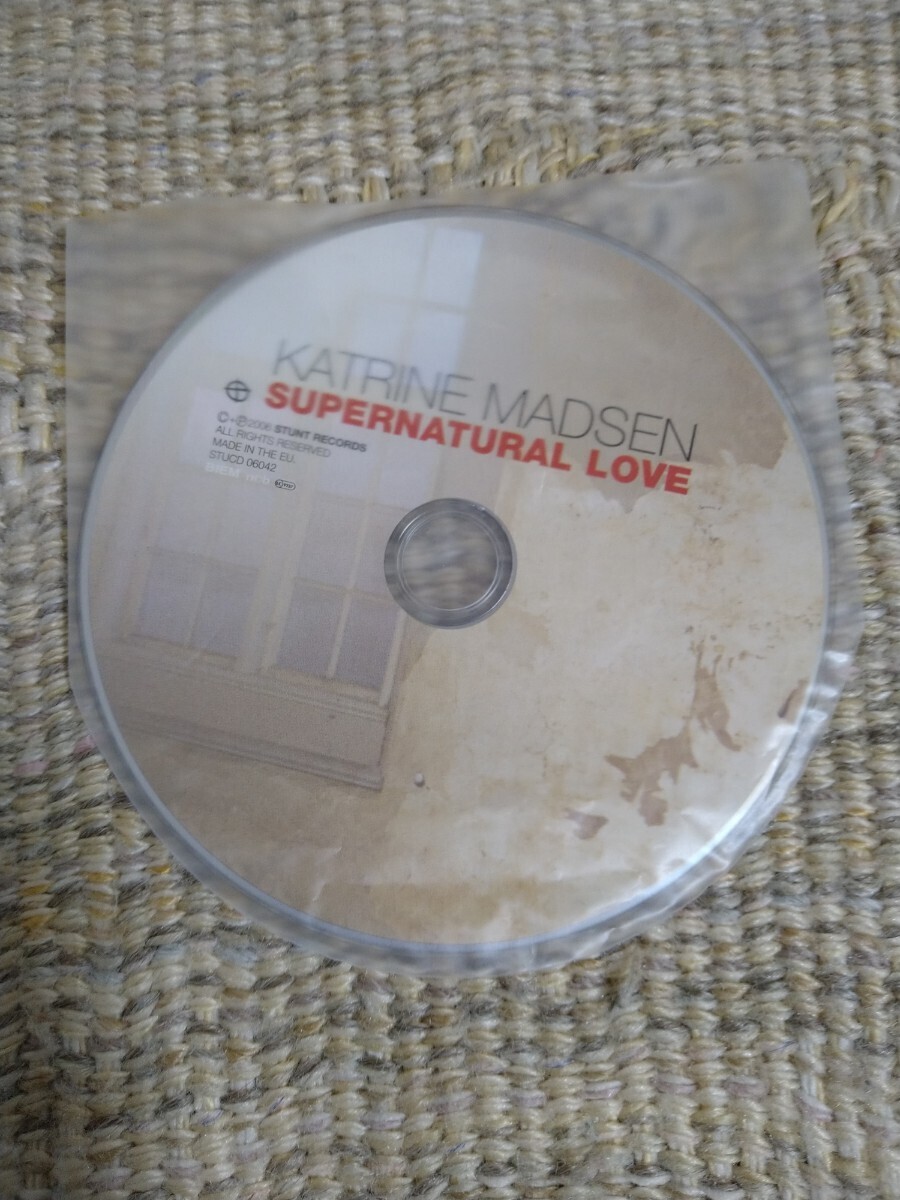 KATRINE MADSEN
SUPERNATURAL LOVE
©+℗2006 STUNT RECORDS
ALL RIGHTS RESERVED
MADE IN THE EU.
STUCD 06042